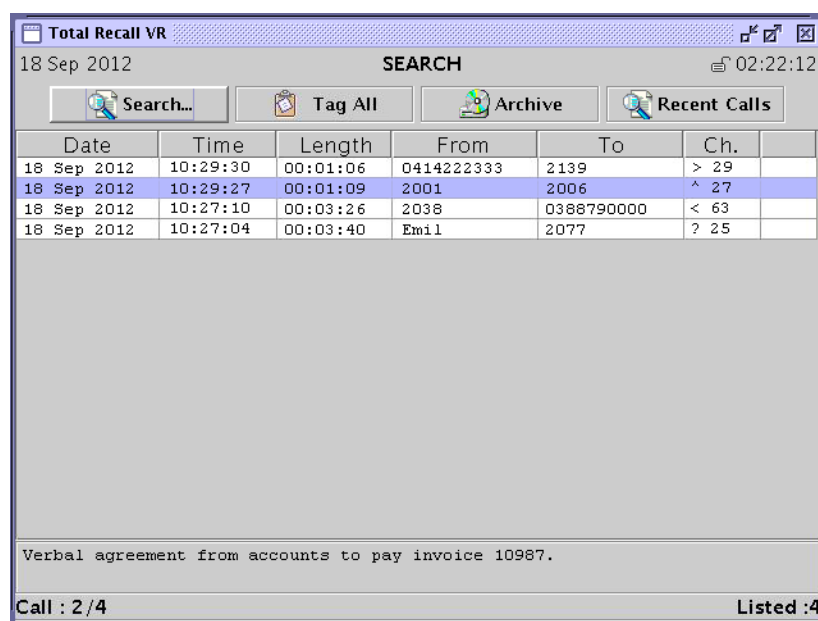 Total Recall VR
18 Sep 2012 SEARCH 02:22:12
Search... Tag All Archive Recent Calls
Date Time Length From To Ch.
18 Sep 2012 10:29:30 00:01:06 0414222333 2139 > 29
18 Sep 2012 10:29:27 00:01:09 2001 2006 ^ 27
18 Sep 2012 10:27:10 00:03:26 2038 0388790000 < 63
18 Sep 2012 10:27:04 00:03:40 Emil 2077 ? 25
Verbal agreement from accounts to pay invoice 10987.
Call : 2/4 Listed :4